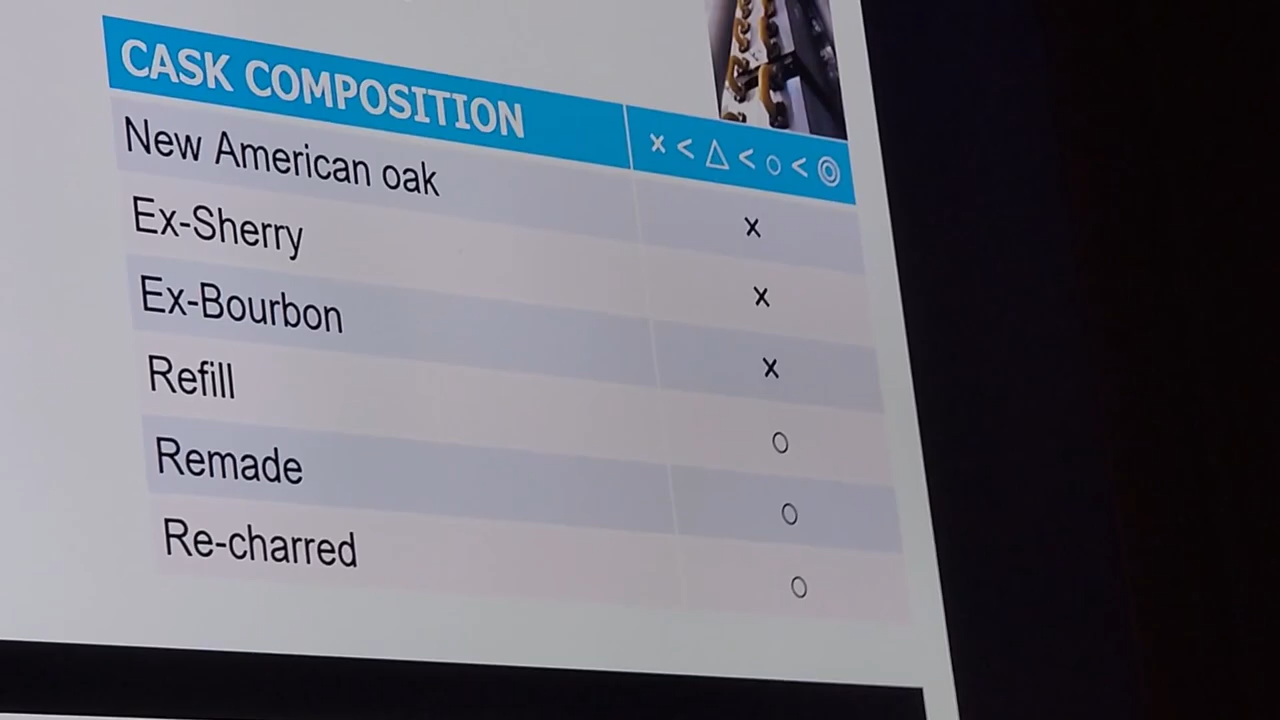 CASK COMPOSITION × < △ < ○ < ◎
New American oak ×
Ex-Sherry ×
Ex-Bourbon ×
Refill ○
Remade ○
Re-charred ○